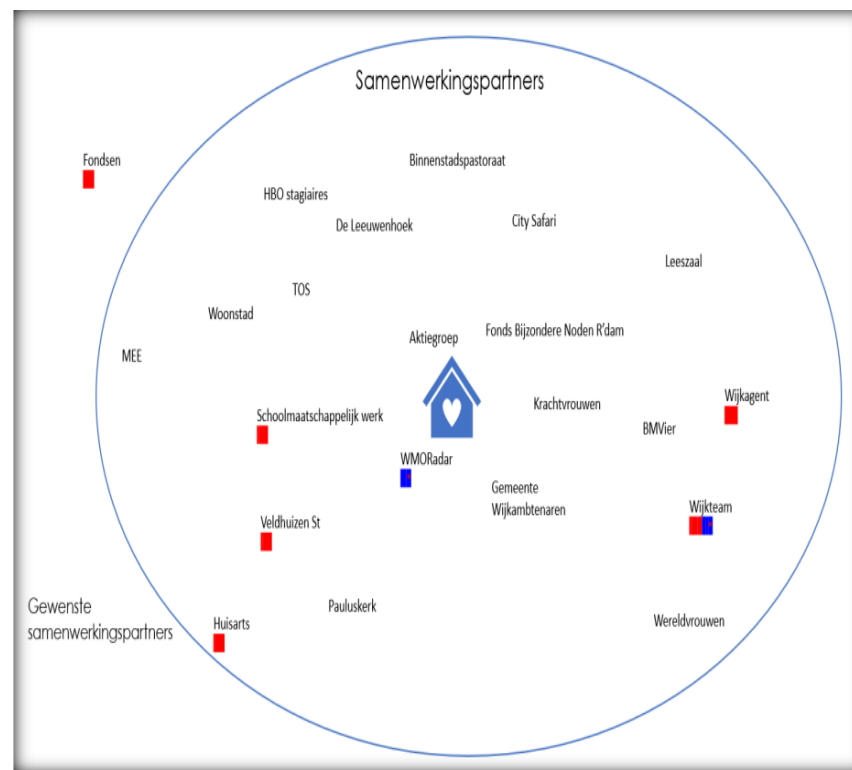 Samenwerkingspartners
Fondsen
Binnenstadspastoraat
HBO stagiaires
De Leeuwenhoek
City Safari
Leeszaal
TOS
Woonstad
Aktiegroep
Fonds Bijzondere Noden R'dam
MEE
Krachtvrouwen
Wijkagent
Schoolmaatschappelijk werk
BMVier
WMORadar
Gemeente
Wijkambtenaren
Wijkteam
Veldhuizen St
Gewenste
samenwerkingspartners
Pauluskerk
Huisarts
Wereldvrouwen